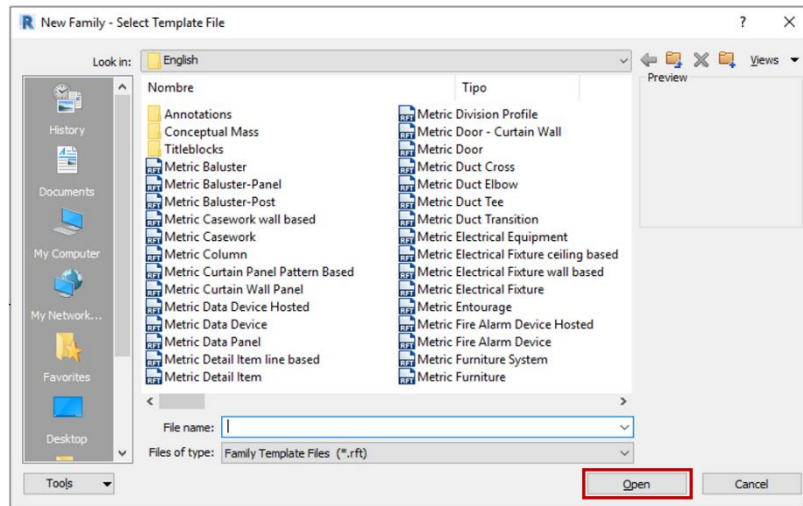 New Family - Select Template File
Look in: English
Views
Preview
Nombre Tipo
Annotations
Conceptual Mass
Titleblocks
Metric Baluster
Metric Baluster-Panel
Metric Baluster-Post
Metric Casework wall based
Metric Casework
Metric Column
Metric Curtain Panel Pattern Based
Metric Curtain Wall Panel
Metric Data Device Hosted
Metric Data Device
Metric Data Panel
Metric Detail Item line based
Metric Detail Item
Metric Division Profile
Metric Door - Curtain Wall
Metric Door
Metric Duct Cross
Metric Duct Elbow
Metric Duct Tee
Metric Duct Transition
Metric Electrical Equipment
Metric Electrical Fixture ceiling based
Metric Electrical Fixture wall based
Metric Electrical Fixture
Metric Entourage
Metric Fire Alarm Device Hosted
Metric Fire Alarm Device
Metric Furniture System
Metric Furniture
History
Documents
My Computer
My Network...
Favorites
Desktop
File name:
Files of type: Family Template Files (*.rft)
Tools
Open
Cancel